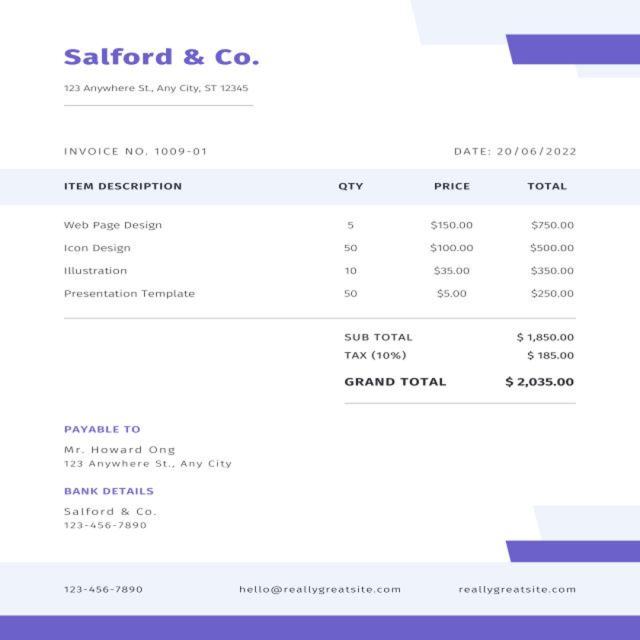 Salford & Co.
123 Anywhere St., Any City, ST 12345
INVOICE NO. 1009-01 DATE: 20/06/2022
ITEM DESCRIPTION QTY PRICE TOTAL
Web Page Design 5 $150.00 $750.00
Icon Design 50 $100.00 $500.00
Illustration 10 $35.00 $350.00
Presentation Template 50 $5.00 $250.00
SUB TOTAL $ 1,850.00
TAX (10%) $ 185.00
GRAND TOTAL $ 2,035.00
PAYABLE TO
Mr. Howard Ong
123 Anywhere St., Any City
BANK DETAILS
Salford & Co.
123-456-7890
123-456-7890 hello@reallygreatsite.com reallygreatsite.com